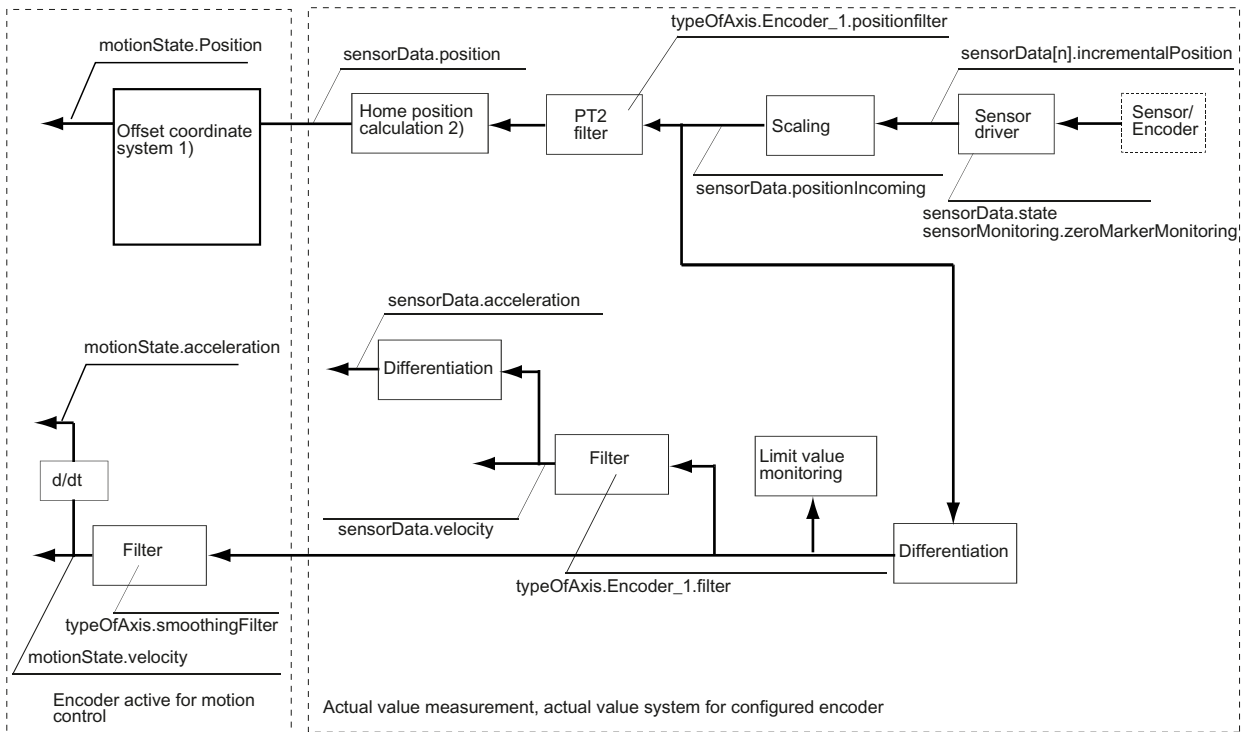 typeOfAxis.Encoder_1.positionfilter
motionState.Position
sensorData.position
sensorData[n].incrementalPosition
Offset coordinate
system 1)
Home position
calculation 2)
PT2
filter
Scaling
Sensor
driver
Sensor/
Encoder
sensorData.positionIncoming
sensorData.state
sensorMonitoring.zeroMarkerMonitoring
sensorData.acceleration
motionState.acceleration
Differentiation
d/dt
Filter
Limit value
monitoring
sensorData.velocity
Filter
Differentiation
typeOfAxis.Encoder_1.filter
typeOfAxis.smoothingFilter
motionState.velocity
Encoder active for motion
control
Actual value measurement, actual value system for configured encoder